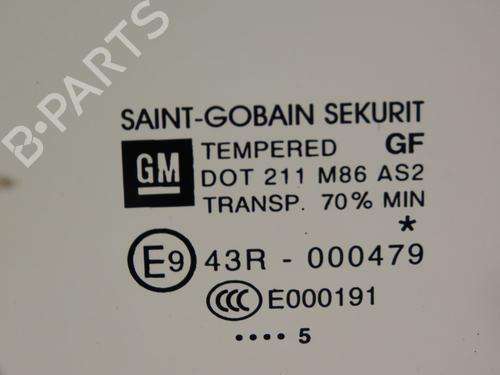 B-PARTS
SAINT-GOBAIN SEKURIT
GM
TEMPERED GF
DOT 211 M86 AS2
TRANSP. 70% MIN
*
E9 43R - 000479
CCC E000191
•••• 5